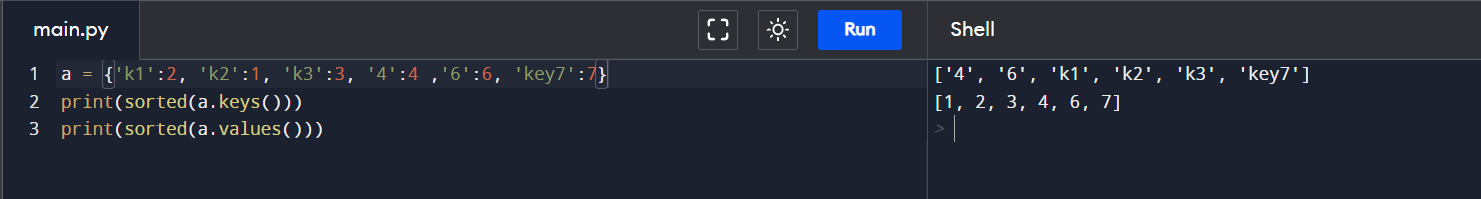 main.py
Run
1 a = {'k1':2, 'k2':1, 'k3':3, '4':4 ,'6':6, 'key7':7}
2 print(sorted(a.keys()))
3 print(sorted(a.values()))
Shell
['4', '6', 'k1', 'k2', 'k3', 'key7']
[1, 2, 3, 4, 6, 7]
>